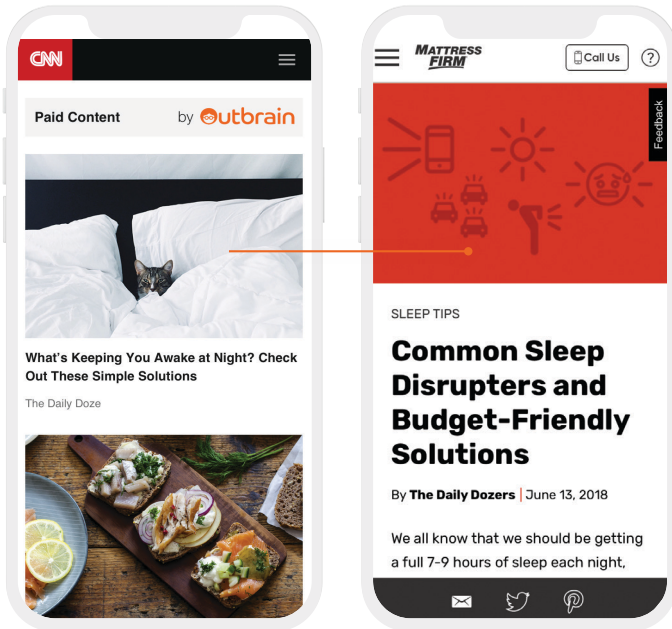 CNN
Paid Content
by Outbrain
What's Keeping You Awake at Night? Check
Out These Simple Solutions
The Daily Doze
MATTRESS
FIRM
Call Us
?
Feedback
SLEEP TIPS
Common Sleep
Disrupters and
Budget-Friendly
Solutions
By The Daily Dozers | June 13, 2018
We all know that we should be getting
a full 7-9 hours of sleep each night,